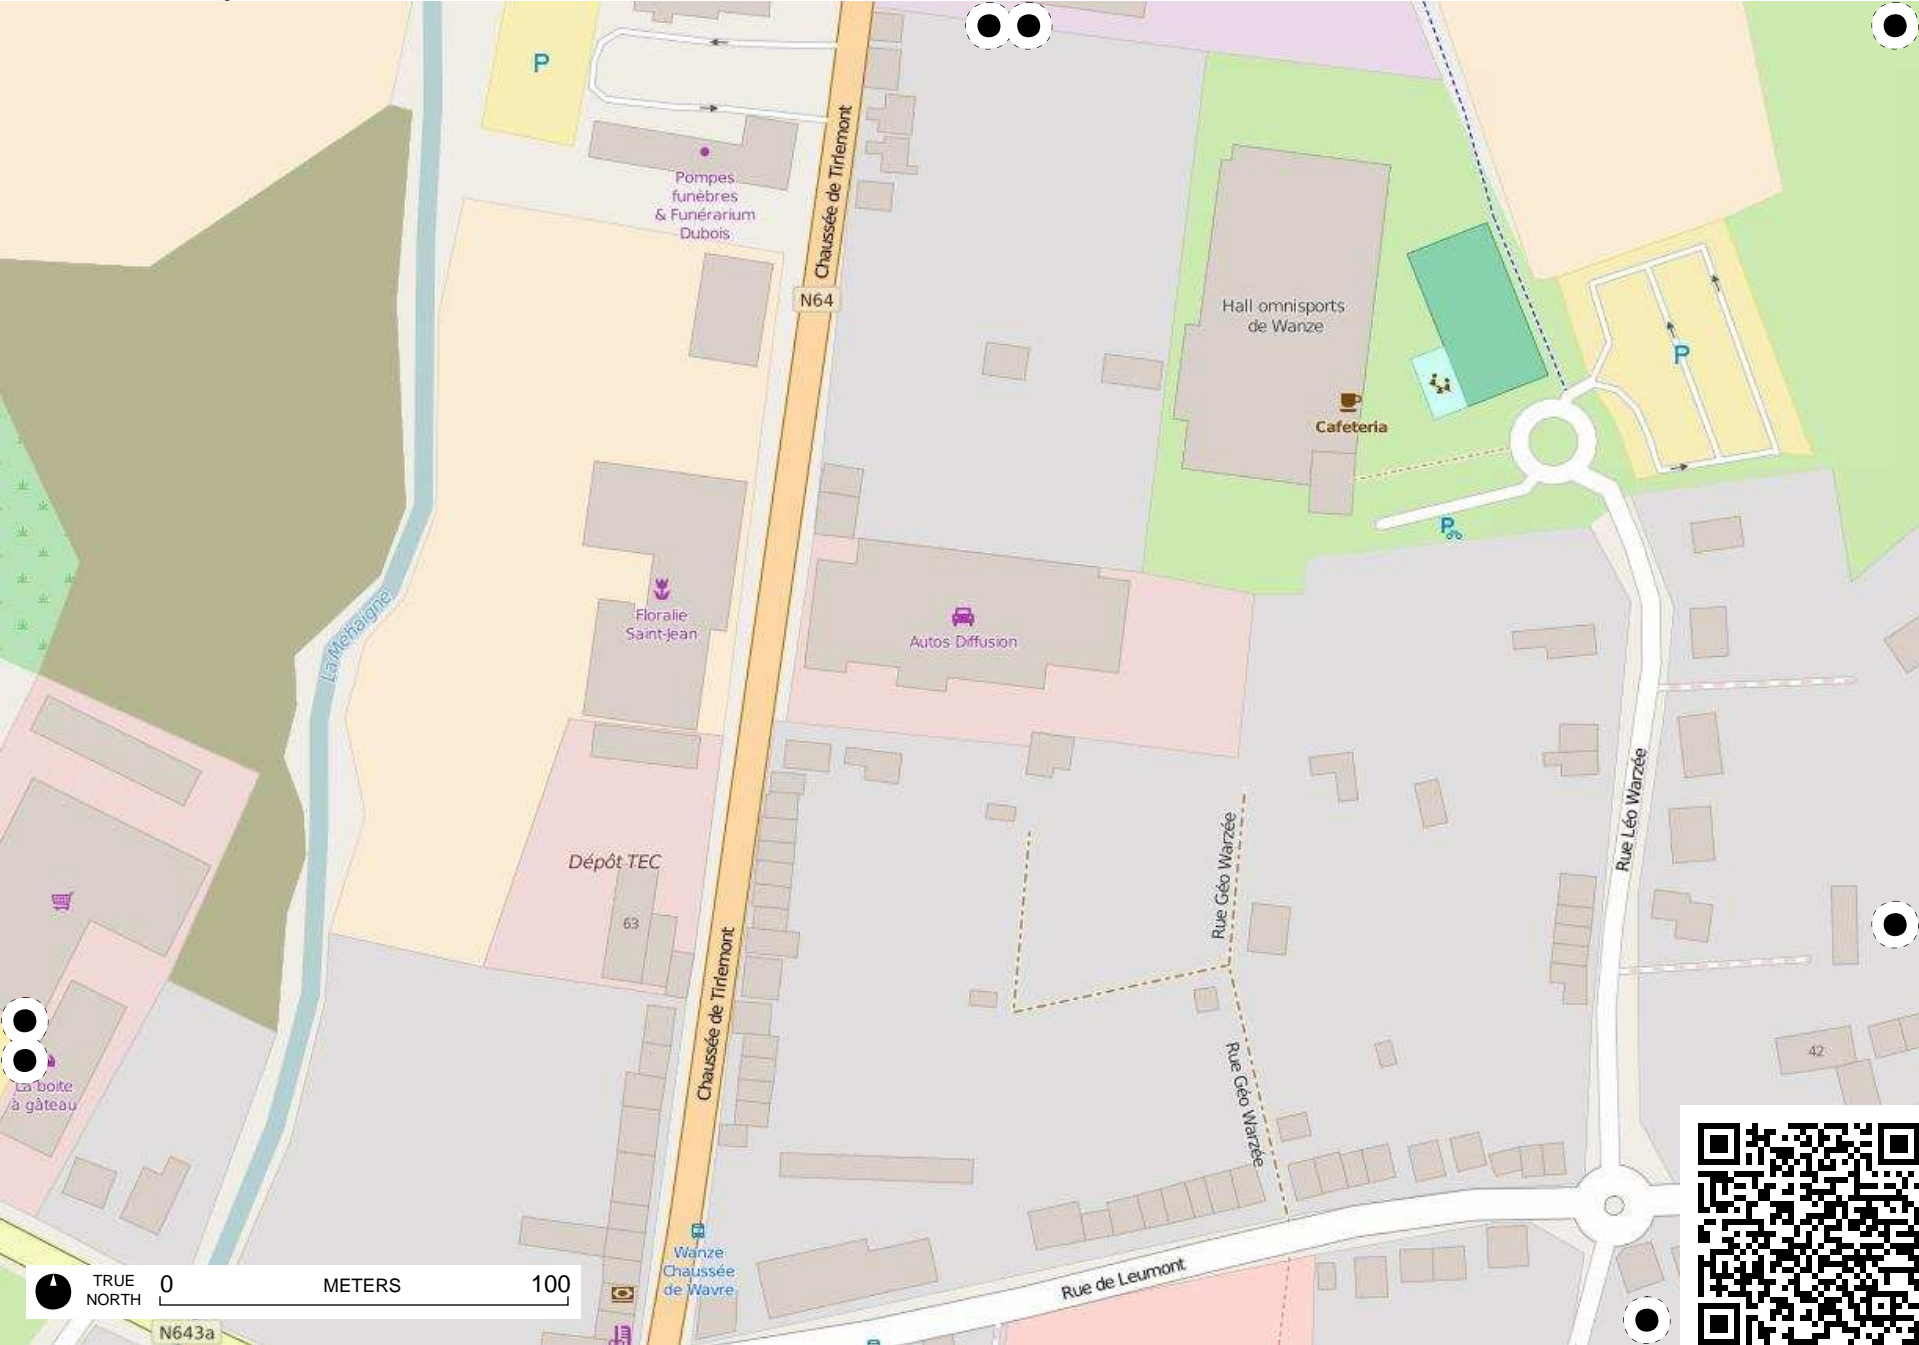 P
Chaussée de Tirlemont
Pompes
funèbres
& Funérarium
Dubois
N64
Hall omnisports
de Wanze
P
Cafeteria
P
La Mehaigne
Floralie
Saint-Jean
Autos Diffusion
Rue Léo Warzée
Dépôt TEC
63
Rue Géo Warzée
Chaussée de Tirlemont
Rue Géo Warzée
42
La boite
à gâteau
Wanze
Chaussée
de Wavre
Rue de Leumont
TRUE
NORTH
0 METERS 100
N643a